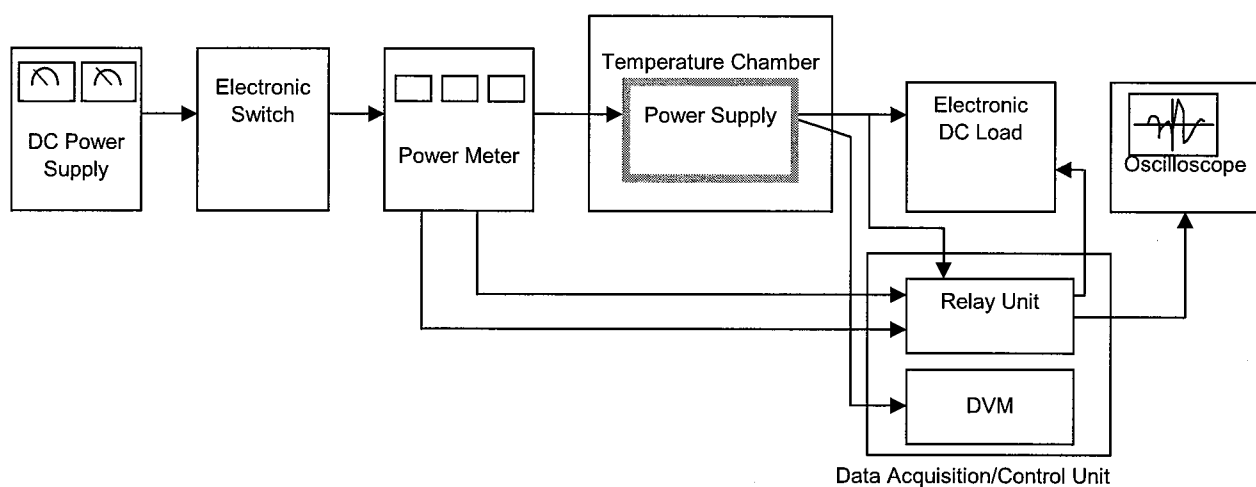 DC Power
Supply
Electronic
Switch
Power Meter
Temperature Chamber
Power Supply
Electronic
DC Load
Oscilloscope
Relay Unit
DVM
Data Acquisition/Control Unit